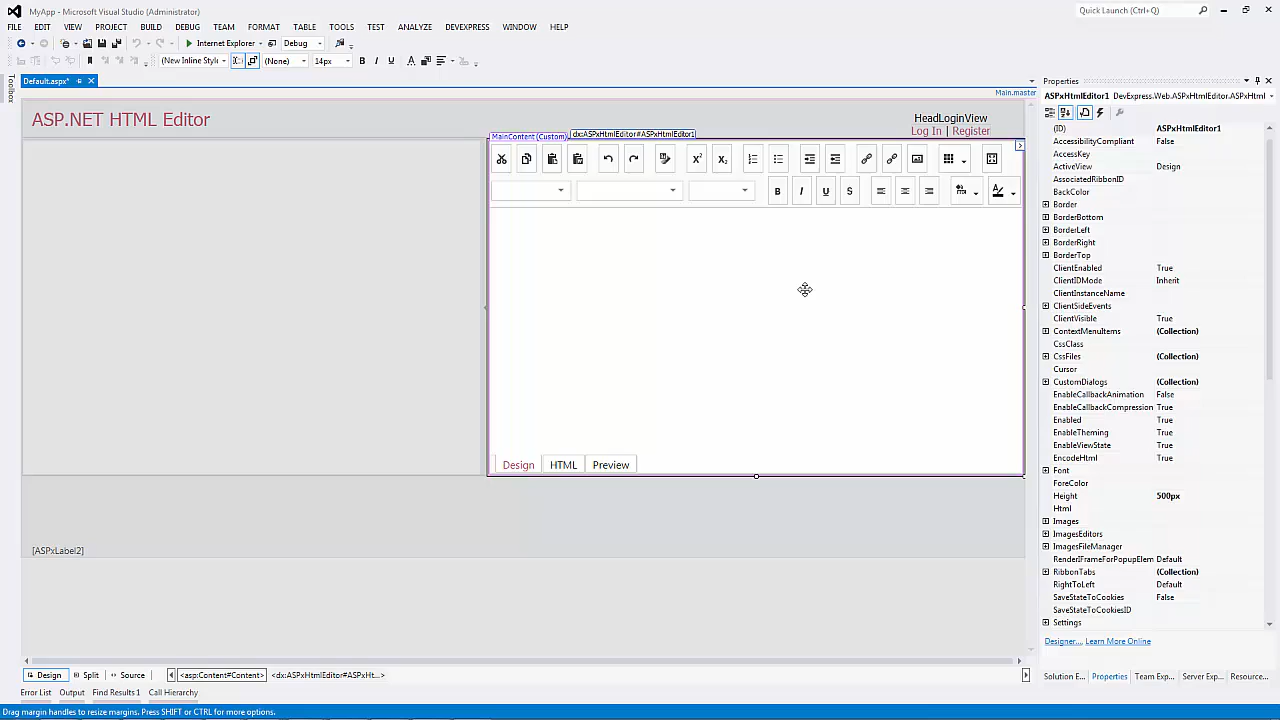 MyApp - Microsoft Visual Studio (Administrator)
Quick Launch (Ctrl+Q)
FILE EDIT VIEW PROJECT BUILD DEBUG TEAM FORMAT TABLE TOOLS TEST ANALYZE DEVEXPRESS WINDOW HELP
Internet Explorer Debug
(New Inline Style (None) 14px B I U A
Toolbox
Default.aspx*
Main.master
ASP.NET HTML Editor
HeadLoginView
Log In | Register
MainContent (Custom)
dx:ASPxHtmlEditor#ASPxHtmlEditor1
B I U S A
Design HTML Preview
[ASPxLabel2]
Design Split Source <asp:Content#Content> <dx:ASPxHtmlEditor#ASPxHt...>
Error List Output Find Results 1 Call Hierarchy
Drag margin handles to resize margins. Press SHIFT or CTRL for more options.
Properties
ASPxHtmlEditor1 DevExpress.Web.ASPxHtmlEditor.ASPxHtml
(ID) ASPxHtmlEditor1
AccessibilityCompliant False
AccessKey
ActiveView Design
AssociatedRibbonID
BackColor
Border
BorderBottom
BorderLeft
BorderRight
BorderTop
ClientEnabled True
ClientIDMode Inherit
ClientInstanceName
ClientSideEvents
ClientVisible True
ContextMenuItems (Collection)
CssClass
CssFiles (Collection)
Cursor
CustomDialogs (Collection)
EnableCallbackAnimation False
EnableCallbackCompression True
Enabled True
EnableTheming True
EnableViewState True
EncodeHtml True
Font
ForeColor
Height 500px
Html
Images
ImagesEditors
ImagesFileManager
RenderIFrameForPopupElem Default
RibbonTabs (Collection)
RightToLeft Default
SaveStateToCookies False
SaveStateToCookiesID
Settings
Designer... Learn More Online
Solution E... Properties Team Exp... Server Exp... Resource...